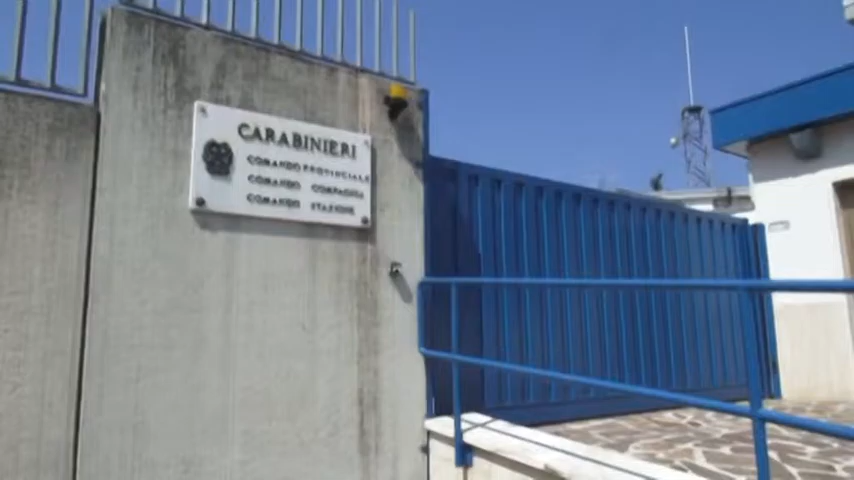 CARABINIERI
COMANDO PROVINCIALE
COMANDO COMPAGNIA
COMANDO STAZIONE